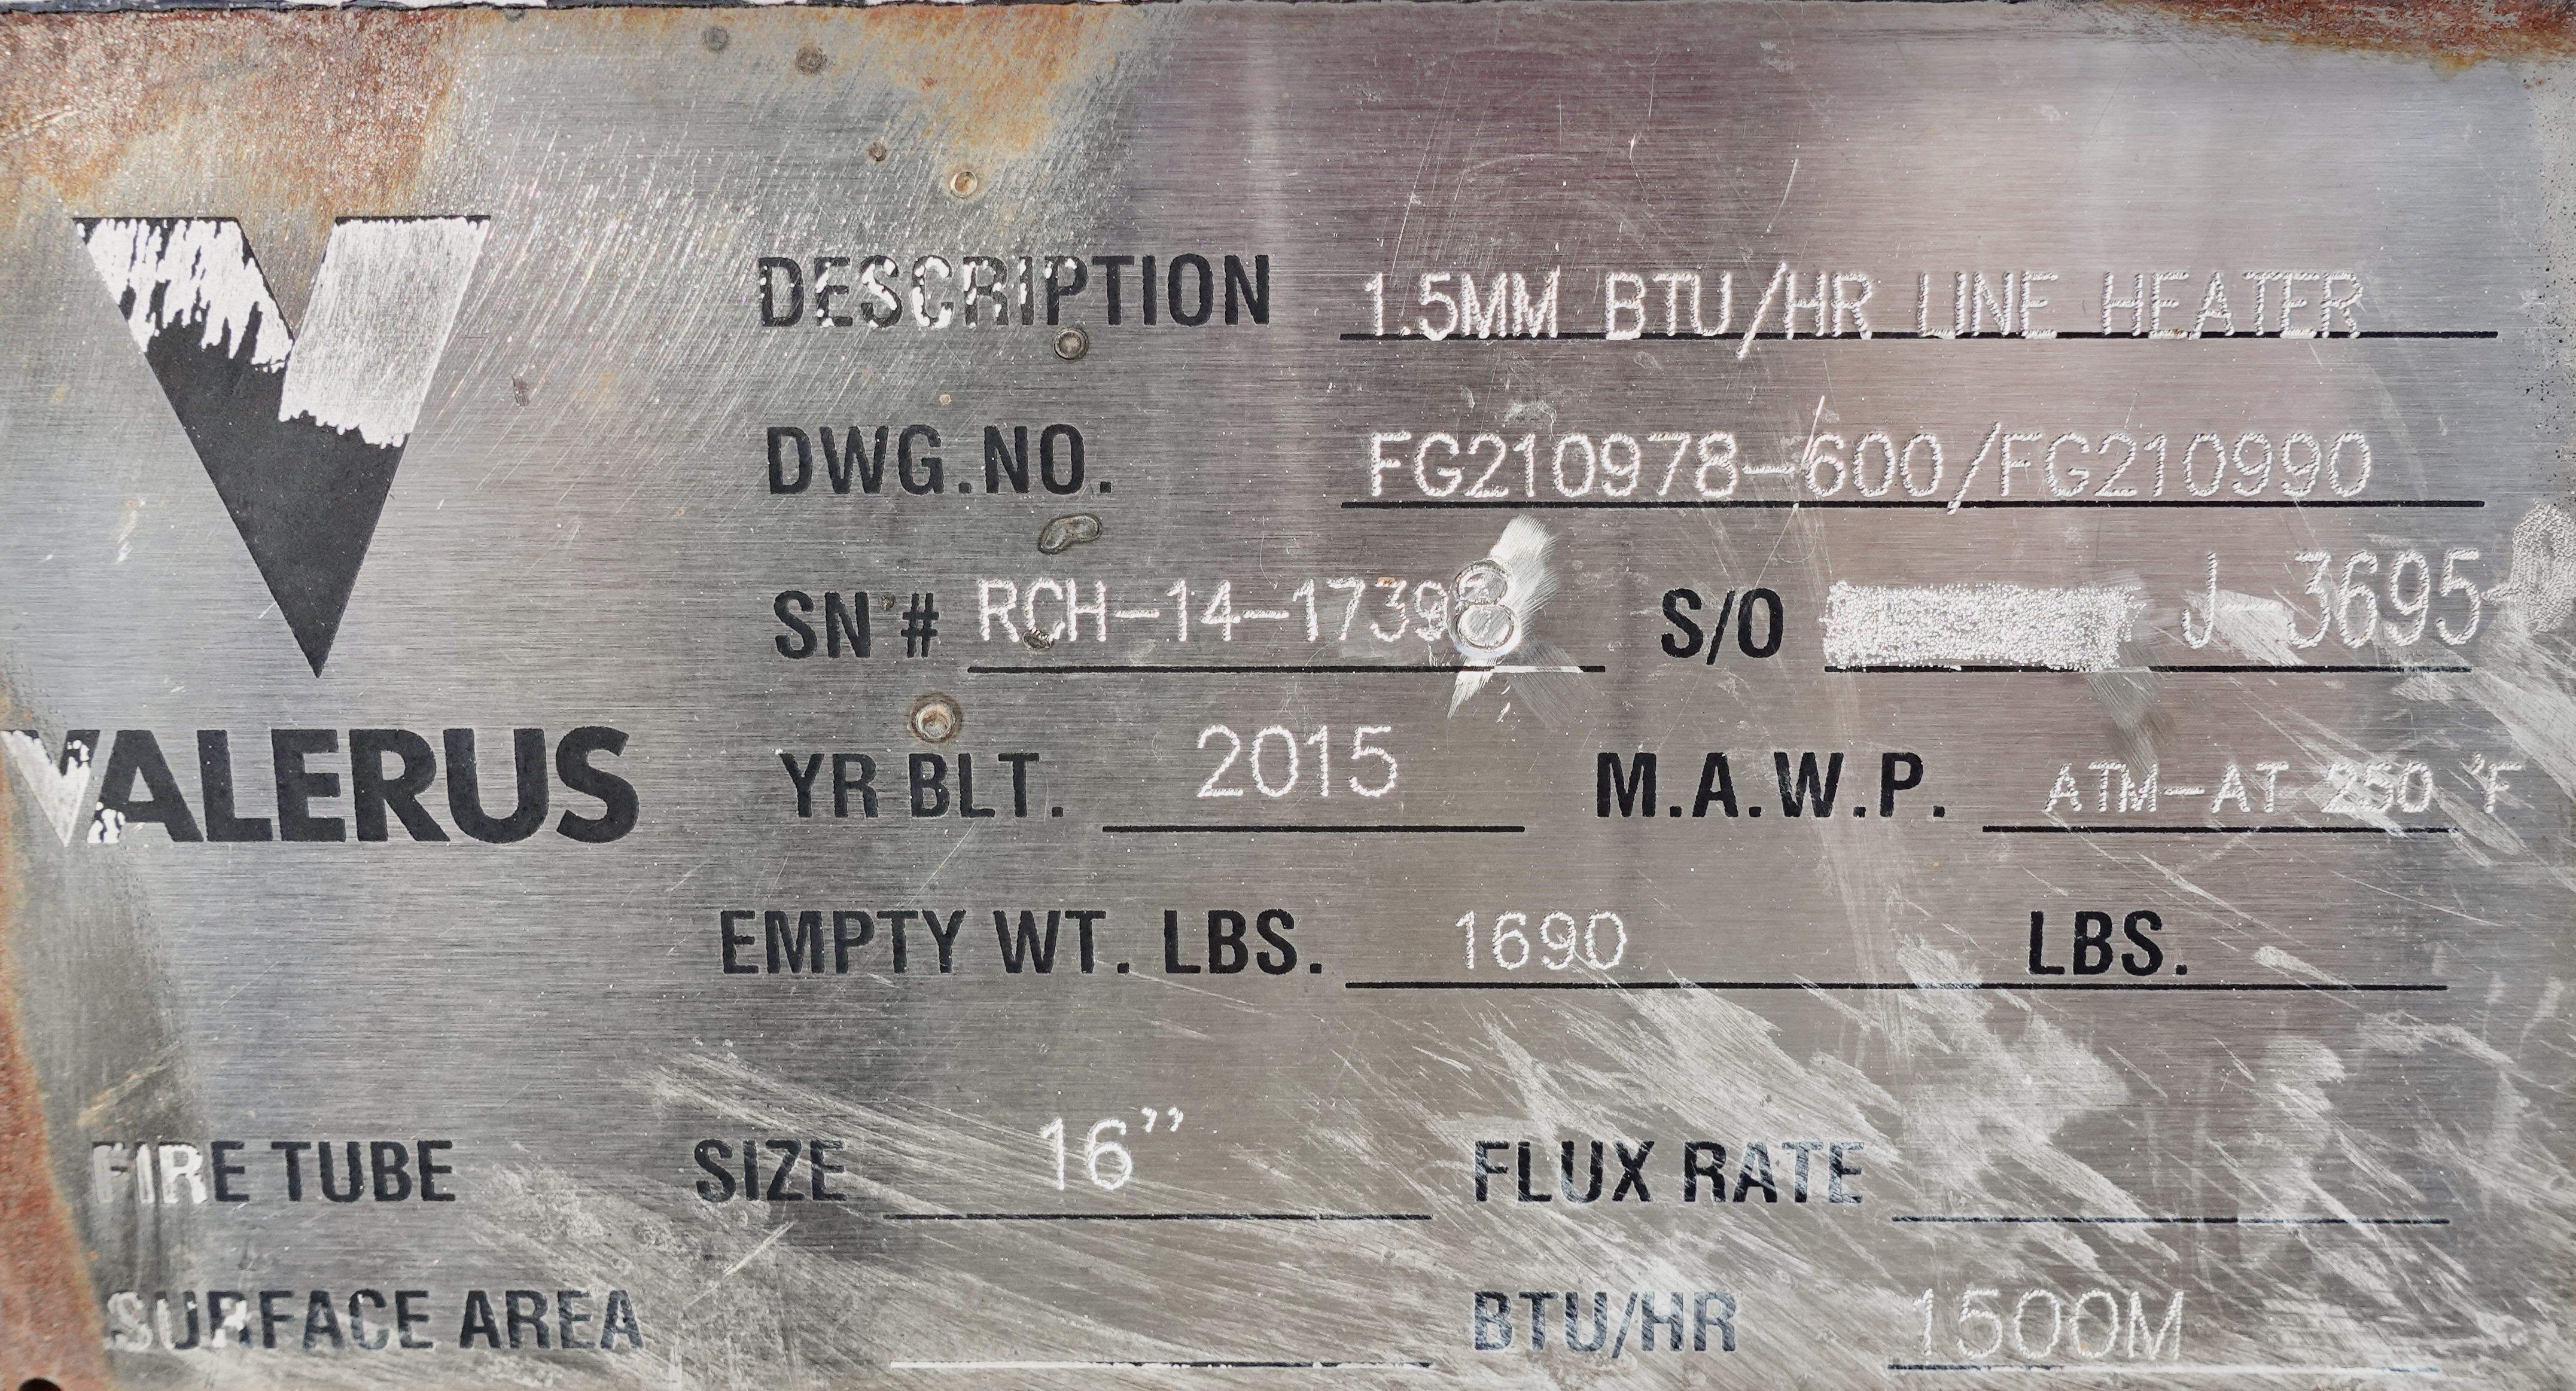 V
DESCRIPTION 1.5MM BTU/HR LINE HEATER
DWG.NO. FG210978-600/FG210990
SN # RCH-14-17398 S/O J- 3695
VALERUS
YR BLT. 2015 M.A.W.P. ATM-AT 250 °F
EMPTY WT. LBS. 1690 LBS.
FIRE TUBE SIZE 16" FLUX RATE
SURFACE AREA BTU/HR 1500M